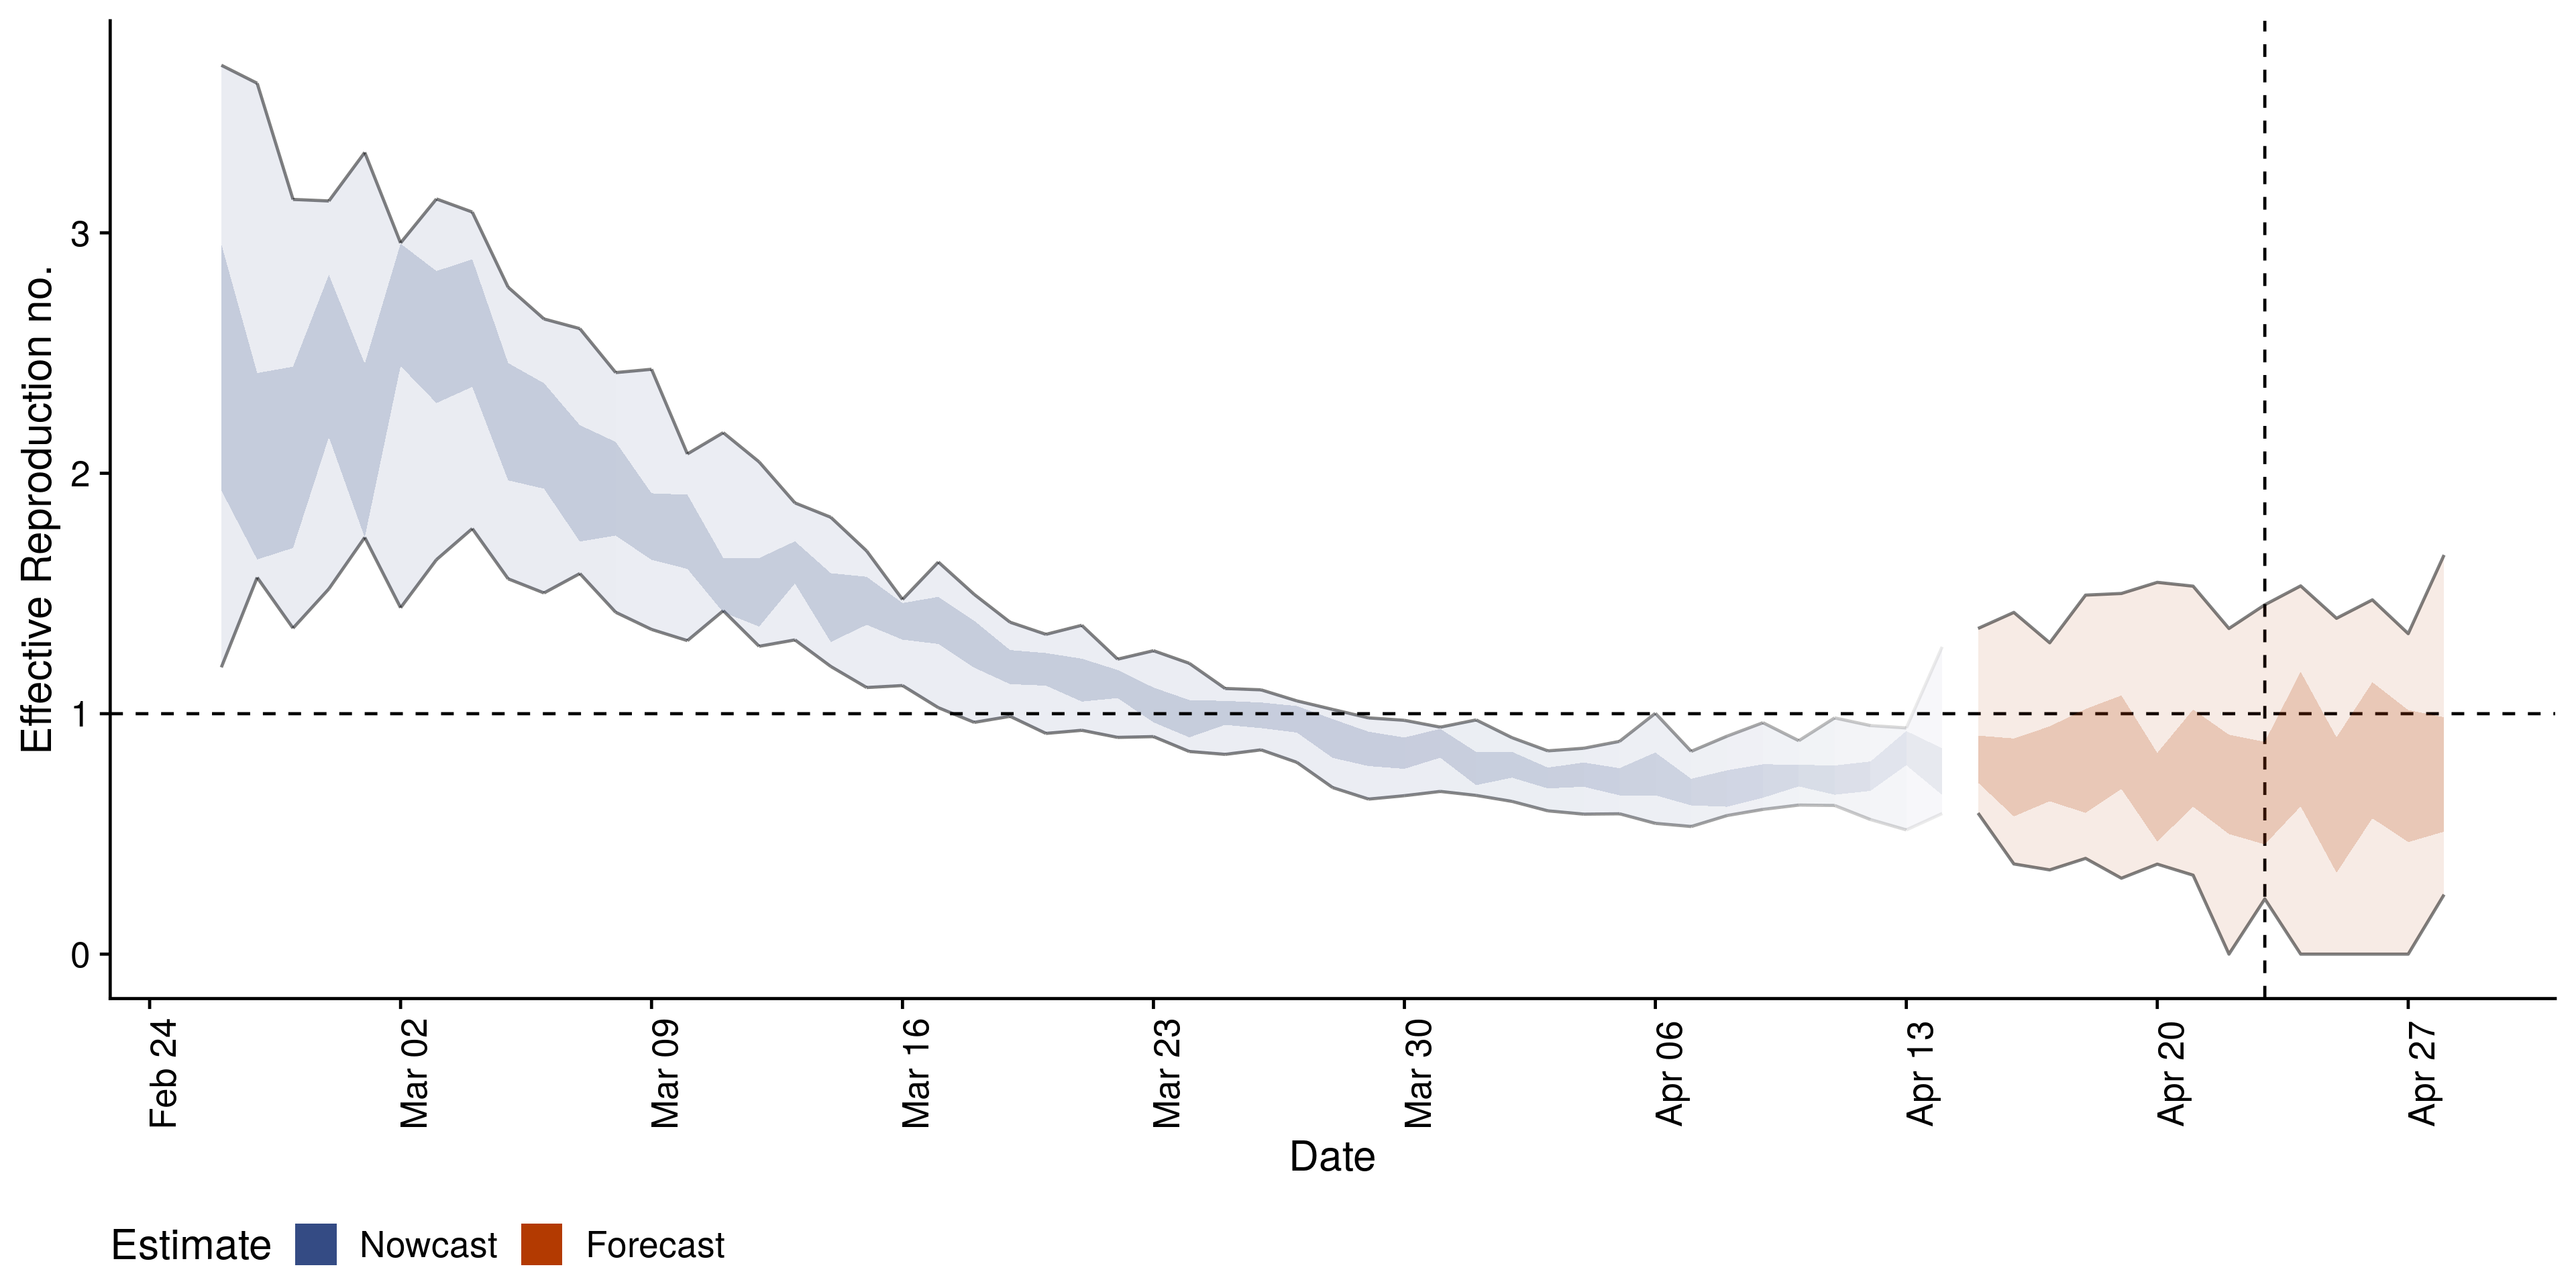 Effective Reproduction no.
3
2
1
0
Feb 24
Mar 02
Mar 09
Mar 16
Mar 23
Mar 30
Apr 06
Apr 13
Apr 20
Apr 27
Date
Estimate Nowcast Forecast